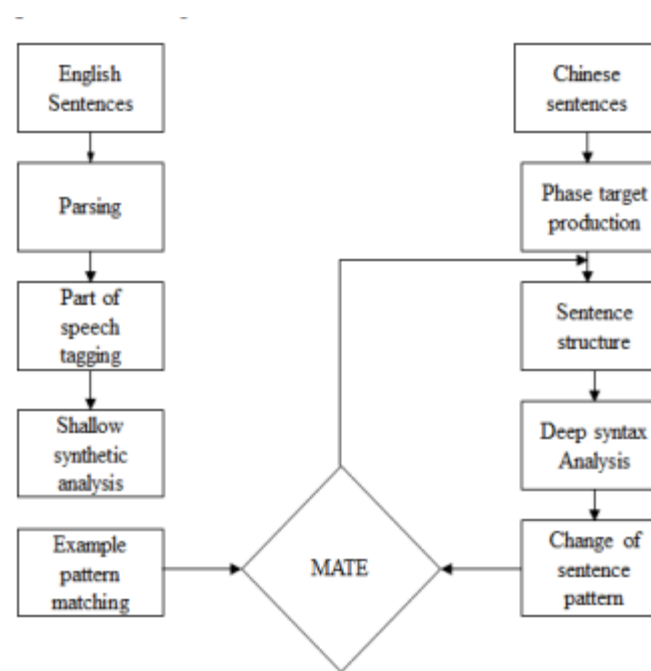 English
Sentences
Parsing
Part of
speech
tagging
Shallow
synthetic
analysis
Example
pattern
matching
MATE
Chinese
sentences
Phase target
production
Sentence
structure
Deep syntax
Analysis
Change of
sentence
pattern